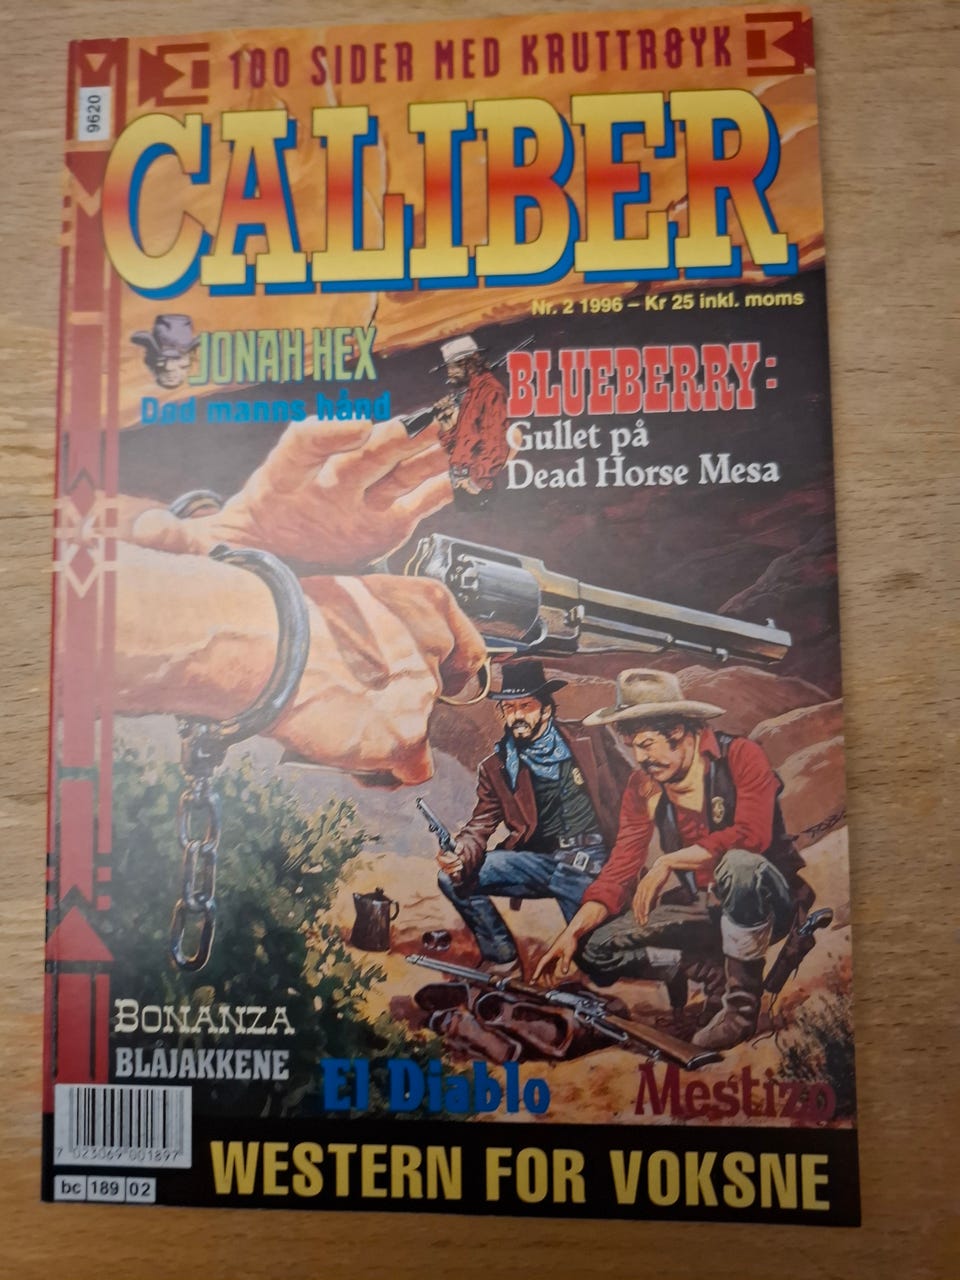 100 SIDER MED KRUTTRØYK
9620
CALIBER
Nr. 2 1996 – Kr 25 inkl. moms
JONAH HEX
Død manns hånd
BLUEBERRY:
Gullet på
Dead Horse Mesa
BONANZA
BLÅJAKKENE
El Diablo
Mestizo
7 023069 001897
bc 189 02
WESTERN FOR VOKSNE